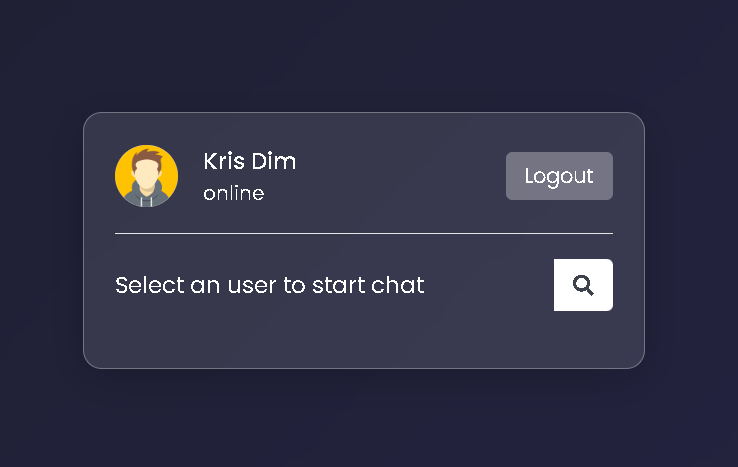 Kris Dim
online
Logout
Select an user to start chat